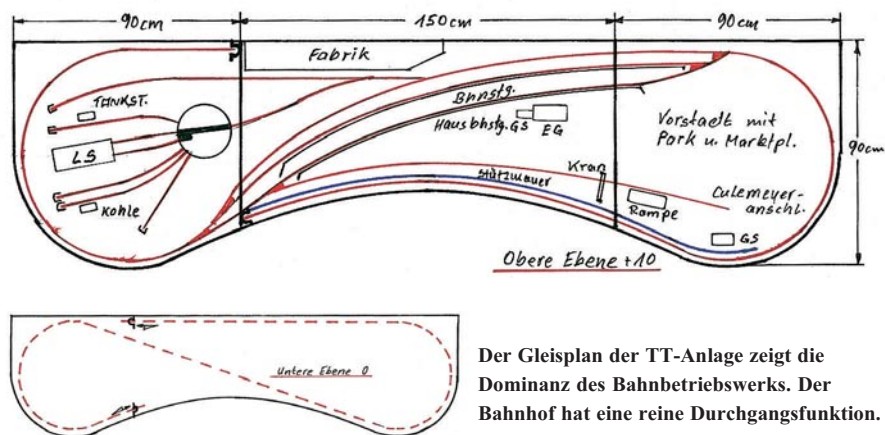 90cm 150cm 90cm
Fabrik
TANKST.
LS
Kohle
Bhnstg.
Hausbhstg. GS EG
Vorstadt mit
Park u. Marktpl.
90cm
Kran
Stützmauer
Culemeyer-
anschl.
Rampe
GS
Obere Ebene +10
Untere Ebene 0
Der Gleisplan der TT-Anlage zeigt die
Dominanz des Bahnbetriebswerks. Der
Bahnhof hat eine reine Durchgangsfunktion.